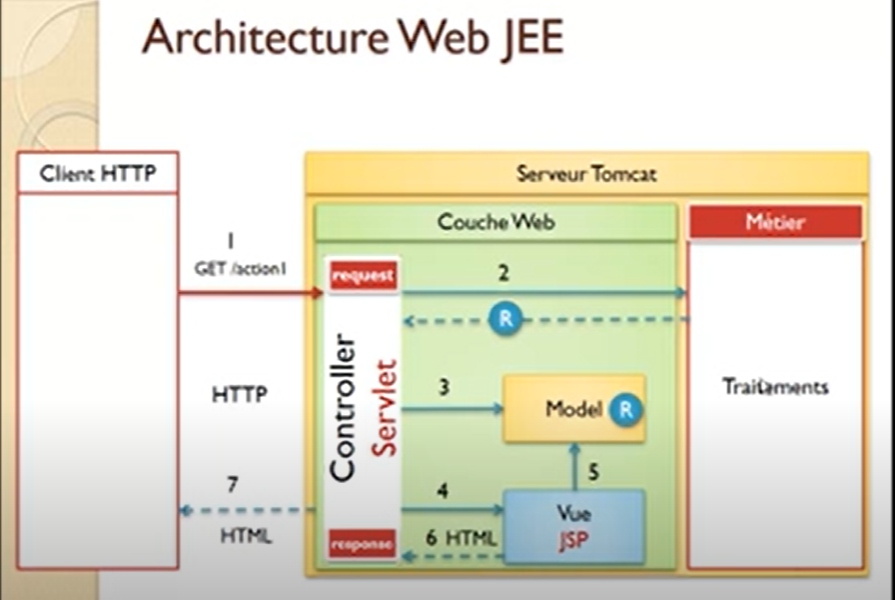 Architecture Web JEE
Client HTTP
Serveur Tomcat
Couche Web
Métier
1
GET /action1
request
2
R
Controller
Servlet
HTTP
3
Model R
Traitements
5
7
4
Vue
JSP
HTML
response
6 HTML